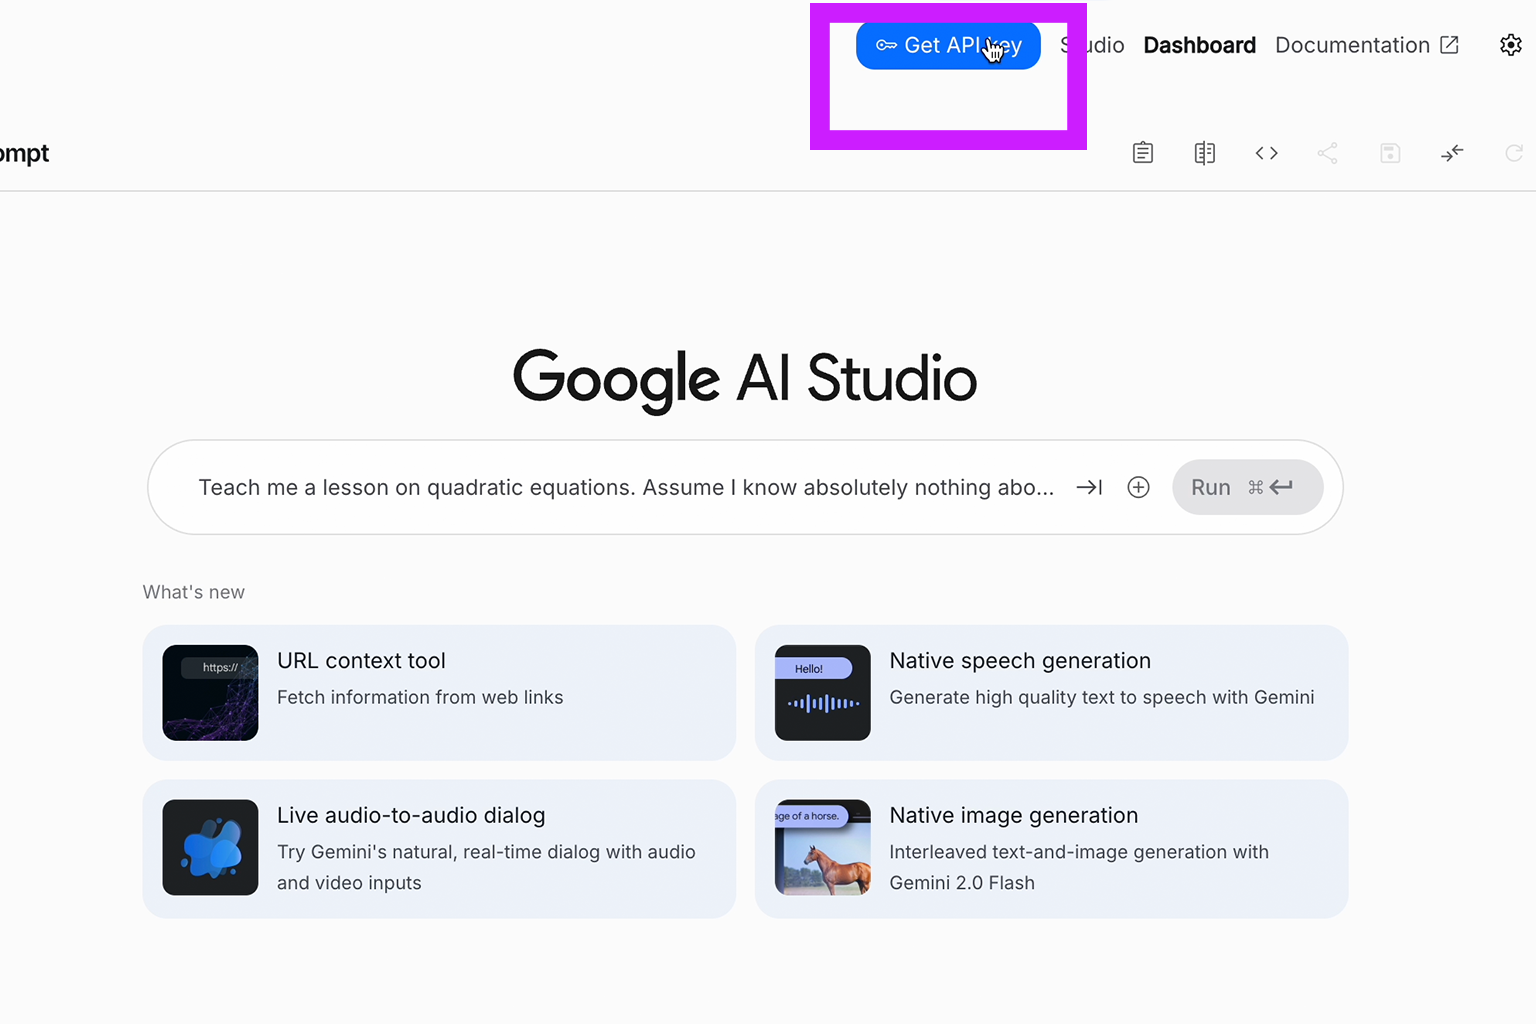 Get API key
Studio Dashboard Documentation
ompt
Google AI Studio
Teach me a lesson on quadratic equations. Assume I know absolutely nothing abo...
Run ⌘
What's new
https://
URL context tool
Fetch information from web links
Hello!
Native speech generation
Generate high quality text to speech with Gemini
Live audio-to-audio dialog
Try Gemini's natural, real-time dialog with audio
and video inputs
age of a horse.
Native image generation
Interleaved text-and-image generation with
Gemini 2.0 Flash